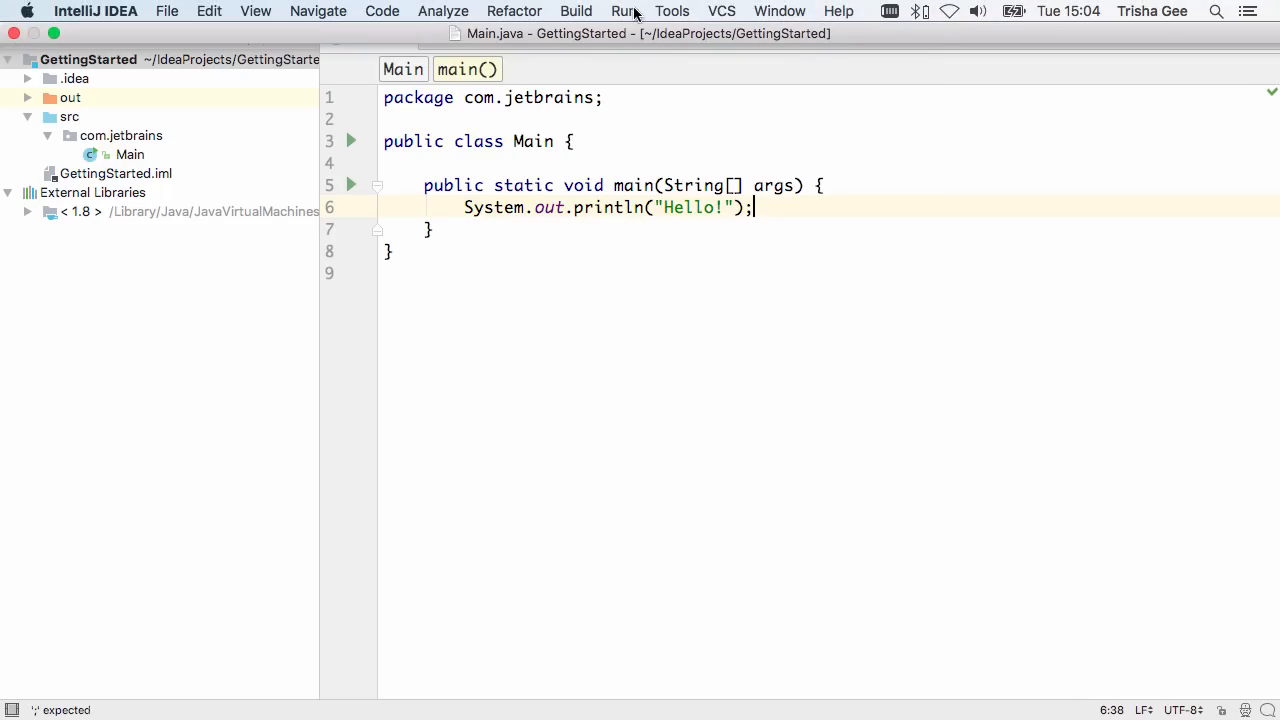 IntelliJ IDEA File Edit View Navigate Code Analyze Refactor Build Run Tools VCS Window Help Tue 15:04 Trisha Gee
Main.java - GettingStarted - [~/IdeaProjects/GettingStarted]
GettingStarted ~/IdeaProjects/GettingStarte
.idea
out
src
com.jetbrains
Main
GettingStarted.iml
External Libraries
< 1.8 > /Library/Java/JavaVirtualMachines
Main main()
1 package com.jetbrains;
2
3 public class Main {
4
5 public static void main(String[] args) {
6 System.out.println("Hello!");
7 }
8 }
9
';' expected 6:38 LF UTF-8